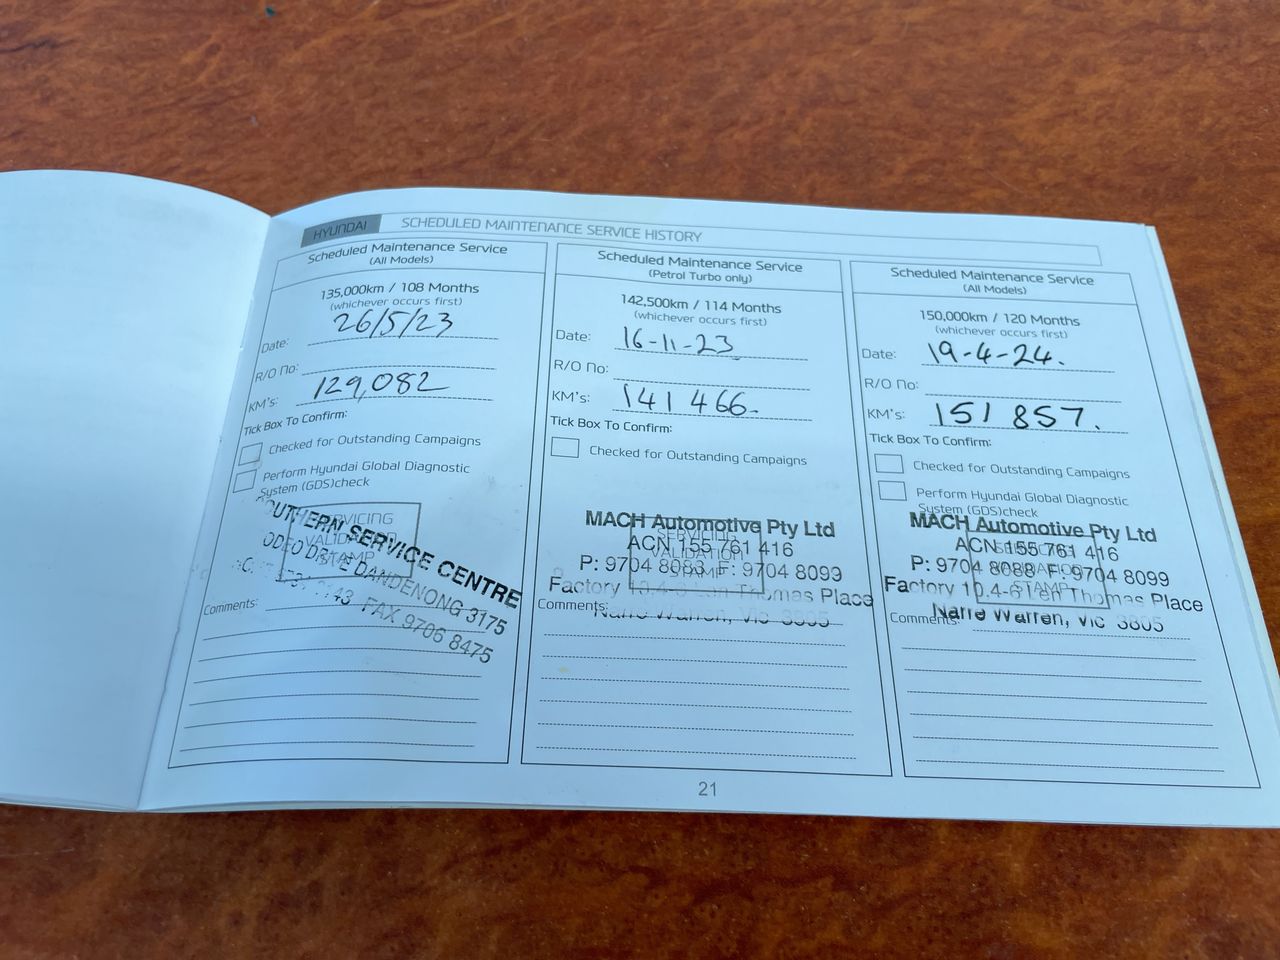 HYUNDAI
SCHEDULED MAINTENANCE SERVICE HISTORY
Scheduled Maintenance Service
(All Models)
135,000km / 108 Months
(whichever occurs first)
Date: 26/5/23
R/O No:
KM's: 129,082
Tick Box To Confirm:
Checked for Outstanding Campaigns
Perform Hyundai Global Diagnostic
System (GDS)check
SERVICE CENTRE
DANDENONG 3175
FAX 9706 8475
Comments:
Scheduled Maintenance Service
(Petrol Turbo only)
142,500km / 114 Months
(whichever occurs first)
Date: 16-11-23
R/O No:
KM's: 141 466-
Tick Box To Confirm:
Checked for Outstanding Campaigns
SERVICING
VALIDATION
STAMP
MACH Automotive Pty Ltd
ACN 155 761 416
P: 9704 8088 F: 9704 8099
Factory Thomas Place
Narre Warren, Vic 3805
Comments:
Scheduled Maintenance Service
(All Models)
150,000km / 120 Months
(whichever occurs first)
Date: 19-4-24.
R/O No:
KM's: 151 857.
Tick Box To Confirm:
Checked for Outstanding Campaigns
Perform Hyundai Global Diagnostic
System (GDS)check
STAMP
MACH Automotive Pty Ltd
ACN 155 761 416
P: 9704 8088 F: 9704 8099
Factory Thomas Place
Narre Warren, Vic 3805
Comments:
21